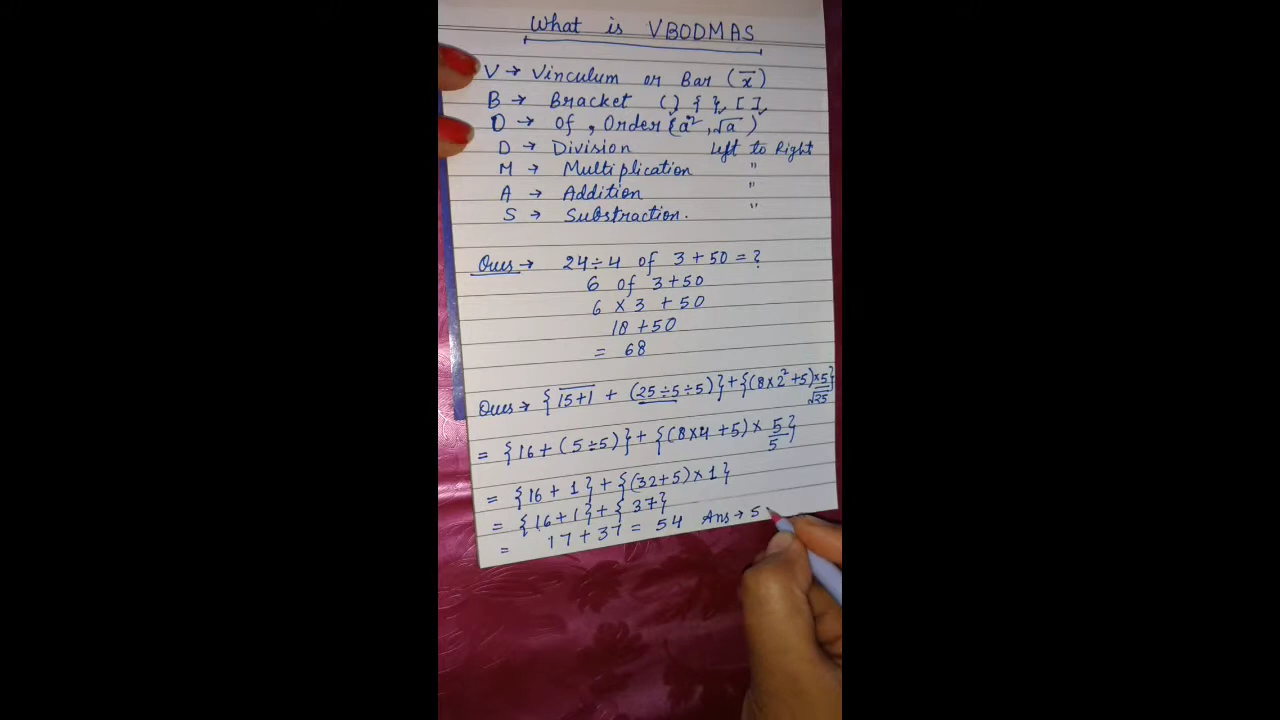 What is VBODMAS
V → Vinculum or Bar (x̅)
B → Bracket () { }, [ ],
O → Of, Order (a², √a)
D → Division Left to Right
M → Multiplication "
A → Addition "
S → Substraction. "
Ques → 24÷4 of 3+50 = ?
6 of 3+50
6 × 3 +50
18 +50
= 68
Ques → {1̅5̅+̅1̅ + (25÷5÷5)} + {(8×2²+5)×5/√25}
= {16+(5÷5)} + {(8×4+5) × 5/5}
= {16 + 1} + {(32+5) × 1}
= {16+1} + { 37}
= 17 + 37 = 54 Ans → 5